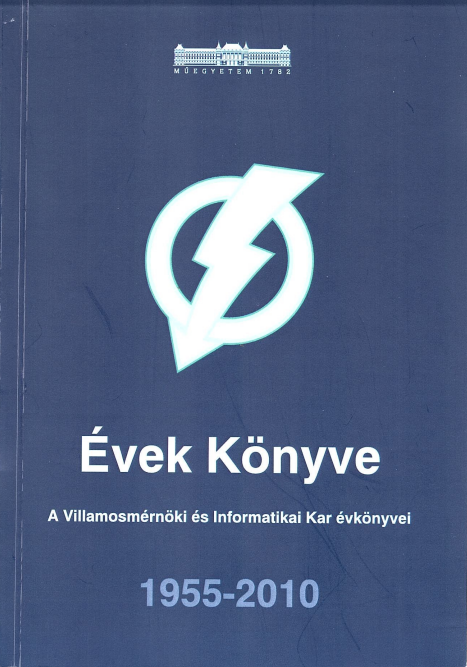 MŰEGYETEM 1782
Évek Könyve
A Villamosmérnöki és Informatikai Kar évkönyvei
1955-2010